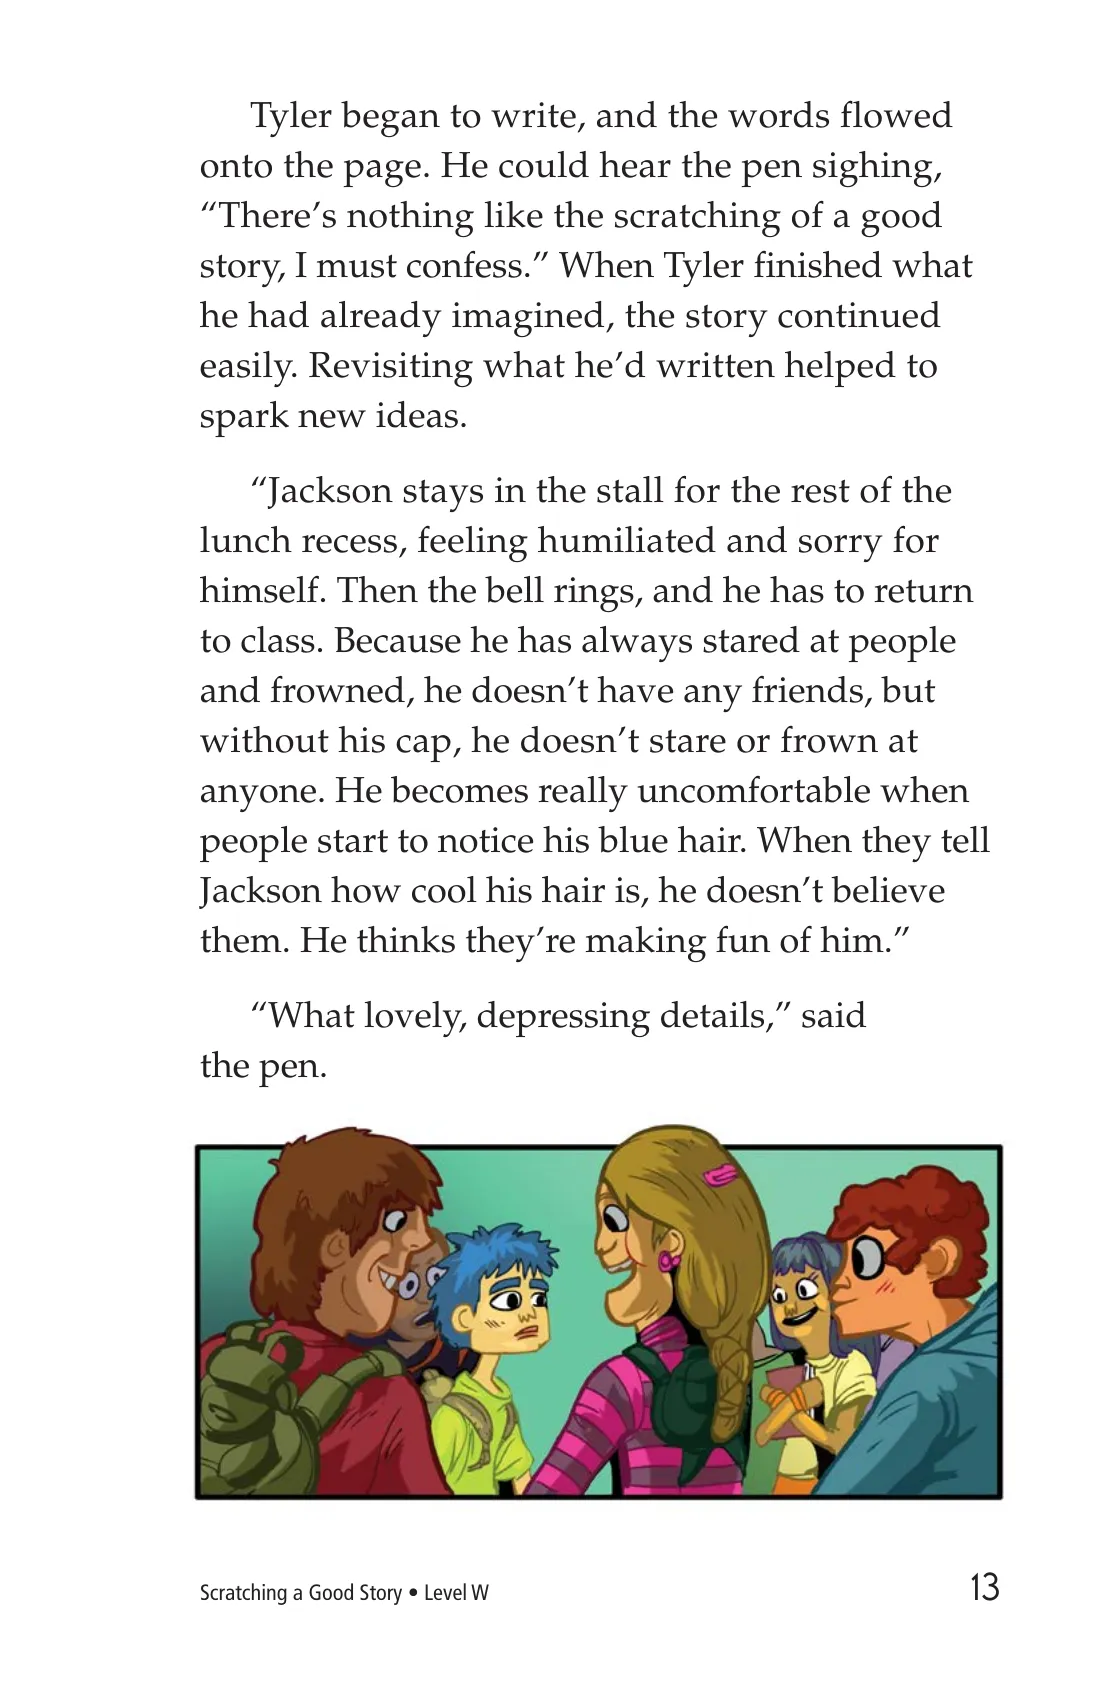 Tyler began to write, and the words flowed
onto the page. He could hear the pen sighing,
“There’s nothing like the scratching of a good
story, I must confess.” When Tyler finished what
he had already imagined, the story continued
easily. Revisiting what he’d written helped to
spark new ideas.
“Jackson stays in the stall for the rest of the
lunch recess, feeling humiliated and sorry for
himself. Then the bell rings, and he has to return
to class. Because he has always stared at people
and frowned, he doesn’t have any friends, but
without his cap, he doesn’t stare or frown at
anyone. He becomes really uncomfortable when
people start to notice his blue hair. When they tell
Jackson how cool his hair is, he doesn’t believe
them. He thinks they’re making fun of him.”
“What lovely, depressing details,” said
the pen.
Scratching a Good Story • Level W
13